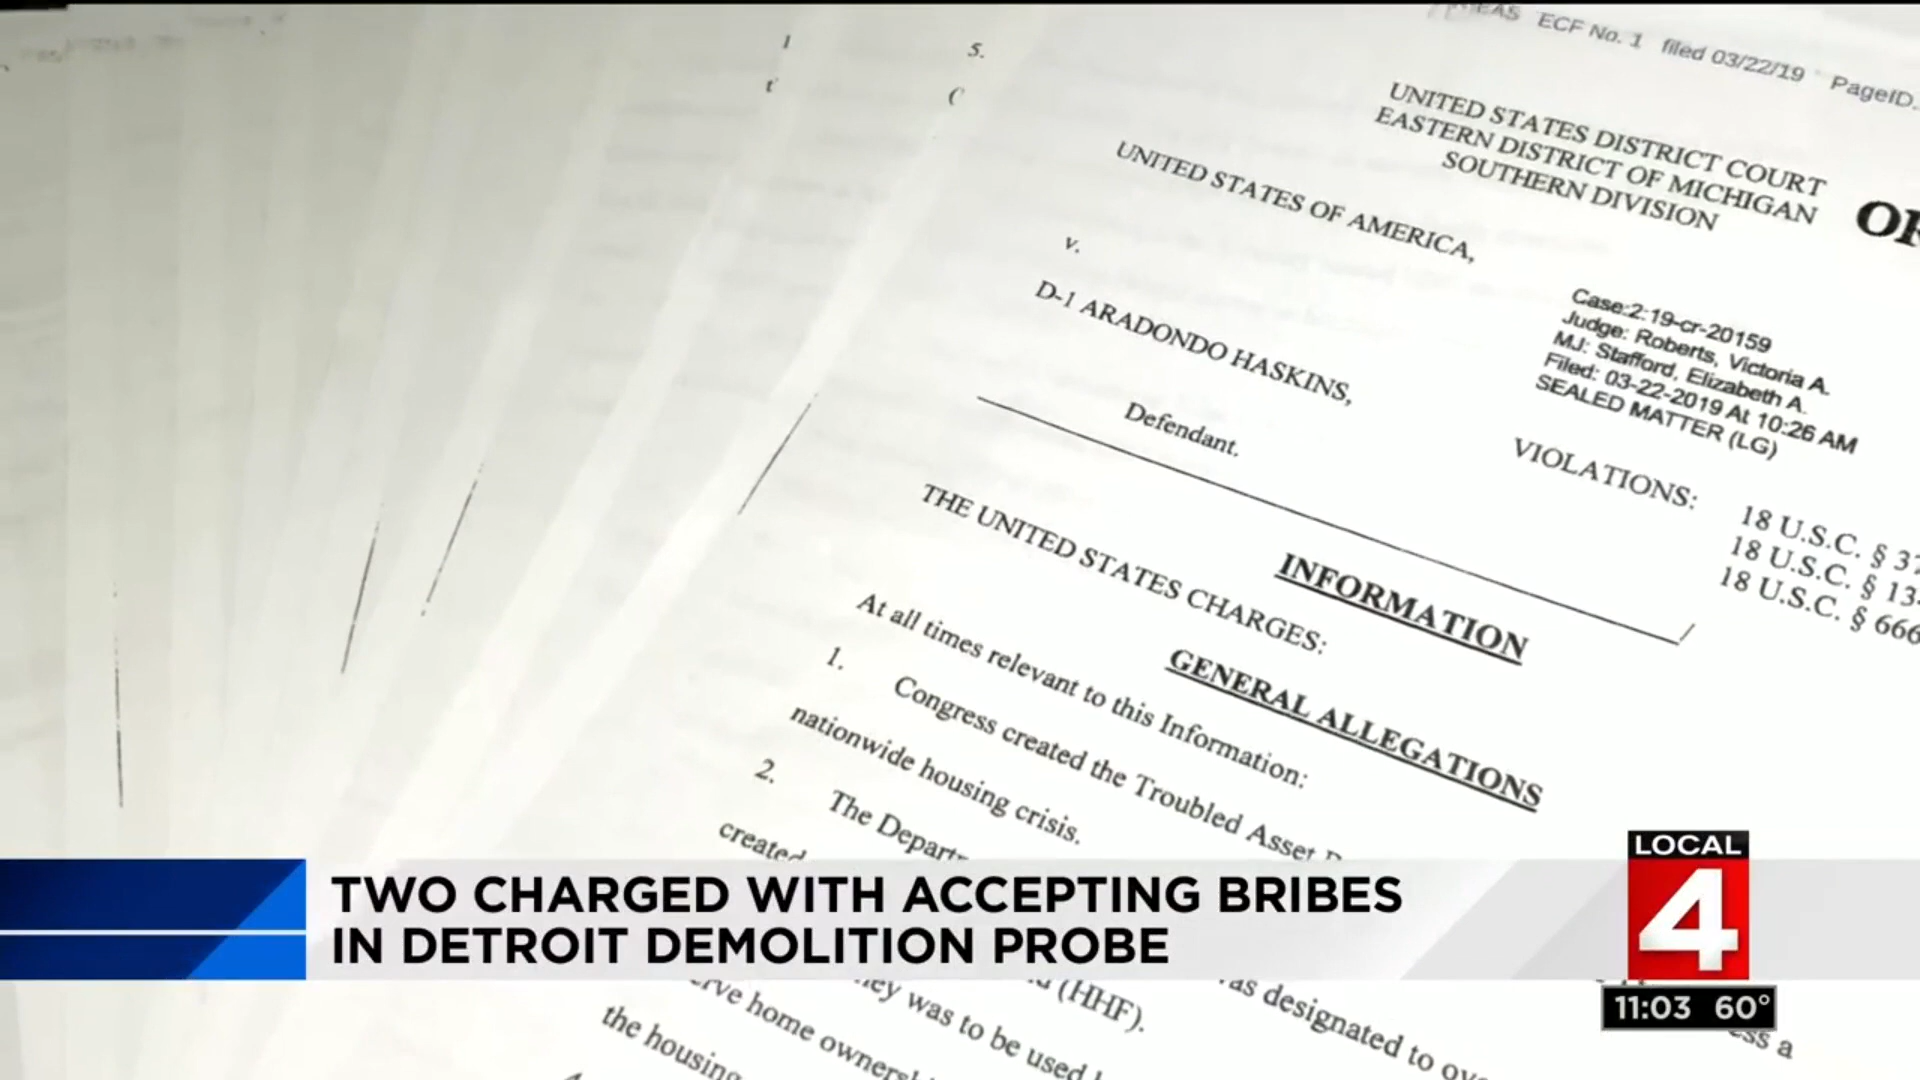 ECF No. 1 filed 03/22/19 PageID.
5.
UNITED STATES DISTRICT COURT
EASTERN DISTRICT OF MICHIGAN
SOUTHERN DIVISION
UNITED STATES OF AMERICA,
v.
D-1 ARADONDO HASKINS,
Defendant.
Case:2:19-cr-20159
Judge: Roberts, Victoria A.
MJ: Stafford, Elizabeth A.
Filed: 03-22-2019 At 10:26 AM
SEALED MATTER (LG)
VIOLATIONS:
18 U.S.C. §
18 U.S.C. §
18 U.S.C. § 666
INFORMATION
THE UNITED STATES CHARGES:
GENERAL ALLEGATIONS
At all times relevant to this Information:
1. Congress created the Troubled Asset
nationwide housing crisis.
2. The
created
(HHF).
was designated to
was to be used
home
the housing
a
TWO CHARGED WITH ACCEPTING BRIBES
IN DETROIT DEMOLITION PROBE
LOCAL
4
11:03 60°